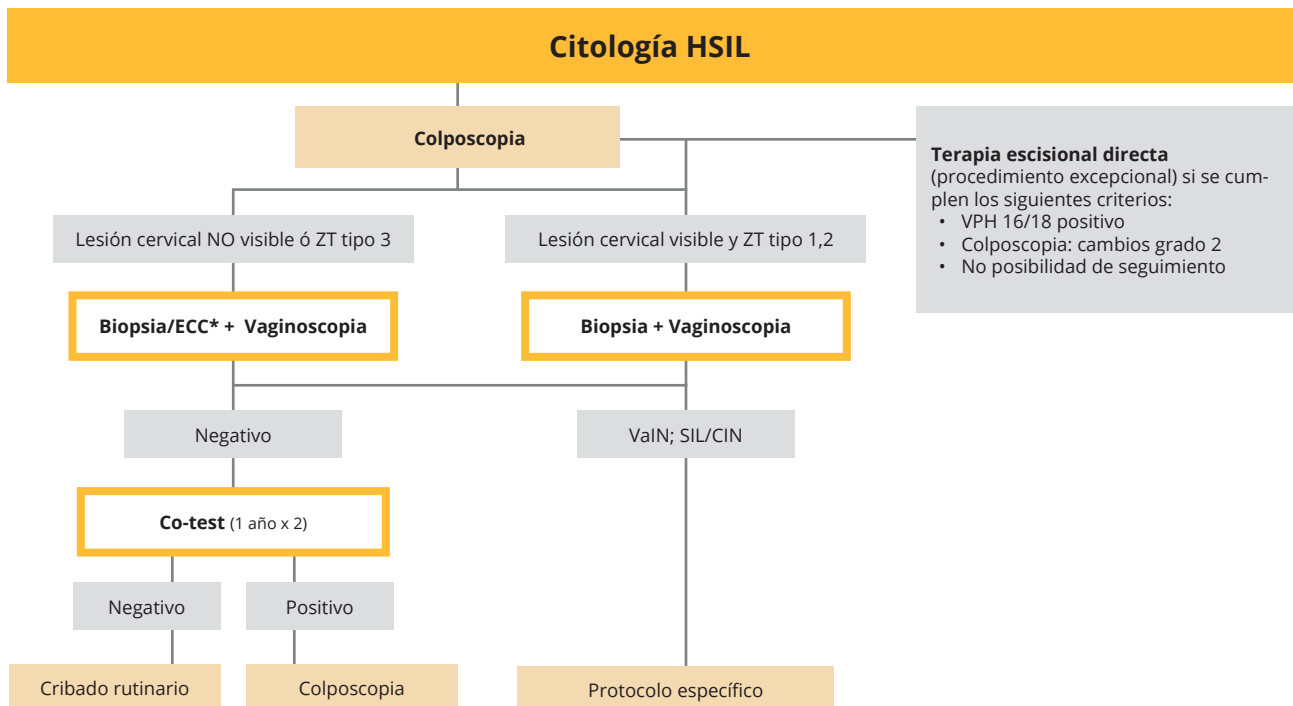 Citología HSIL
Colposcopia
Terapia escisional directa
(procedimiento excepcional) si se cum-
plen los siguientes criterios:
• VPH 16/18 positivo
• Colposcopia: cambios grado 2
• No posibilidad de seguimiento
Lesión cervical NO visible ó ZT tipo 3
Lesión cervical visible y ZT tipo 1,2
Biopsia/ECC* + Vaginoscopia
Biopsia + Vaginoscopia
Negativo
VaIN; SIL/CIN
Co-test (1 año x 2)
Negativo
Positivo
Cribado rutinario
Colposcopia
Protocolo específico